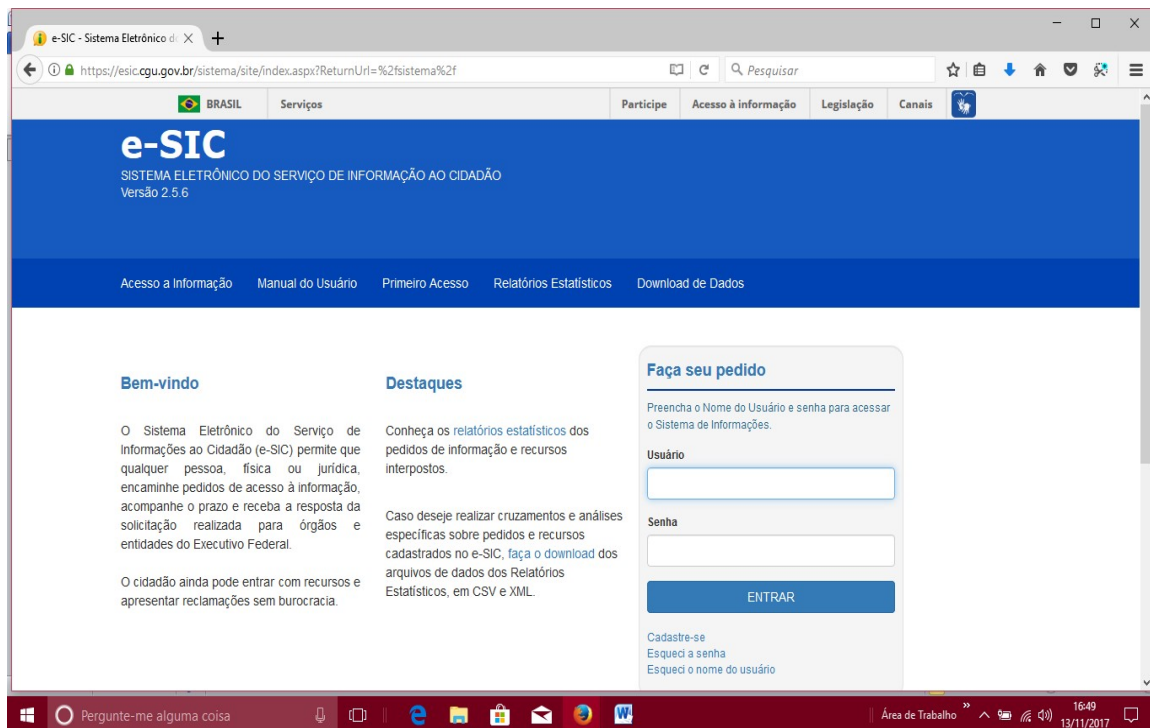 e-SIC - Sistema Eletrônico d
https://esic.cgu.gov.br/sistema/site/index.aspx?ReturnUrl=%2fsistema%2f
Pesquisar
BRASIL
Serviços
Participe
Acesso à informação
Legislação
Canais
e-SIC
SISTEMA ELETRÔNICO DO SERVIÇO DE INFORMAÇÃO AO CIDADÃO
Versão 2.5.6
Acesso a Informação
Manual do Usuário
Primeiro Acesso
Relatórios Estatísticos
Download de Dados
Bem-vindo
O Sistema Eletrônico do Serviço de
Informações ao Cidadão (e-SIC) permite que
qualquer pessoa, física ou jurídica,
encaminhe pedidos de acesso à informação,
acompanhe o prazo e receba a resposta da
solicitação realizada para órgãos e
entidades do Executivo Federal.
O cidadão ainda pode entrar com recursos e
apresentar reclamações sem burocracia.
Destaques
Conheça os relatórios estatísticos dos
pedidos de informação e recursos
interpostos.
Caso deseje realizar cruzamentos e análises
específicas sobre pedidos e recursos
cadastrados no e-SIC, faça o download dos
arquivos de dados dos Relatórios
Estatísticos, em CSV e XML.
Faça seu pedido
Preencha o Nome do Usuário e senha para acessar
o Sistema de Informações.
Usuário
Senha
ENTRAR
Cadastre-se
Esqueci a senha
Esqueci o nome do usuário
Pergunte-me alguma coisa
Área de Trabalho
16:49
13/11/2017